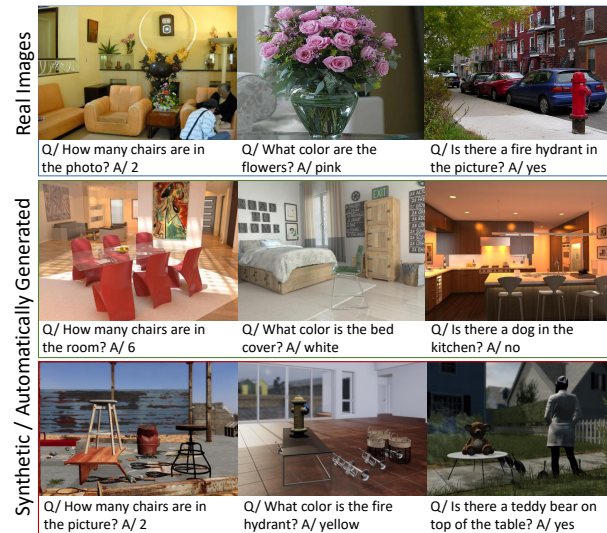 Real Images
Q/ How many chairs are in
the photo? A/ 2
Q/ What color are the
flowers? A/ pink
Q/ Is there a fire hydrant in
the picture? A/ yes
Synthetic / Automatically Generated
EXIT
Q/ How many chairs are in
the room? A/ 6
Q/ What color is the bed
cover? A/ white
Q/ Is there a dog in the
kitchen? A/ no
Q/ How many chairs are in
the picture? A/ 2
Q/ What color is the fire
hydrant? A/ yellow
Q/ Is there a teddy bear on
top of the table? A/ yes